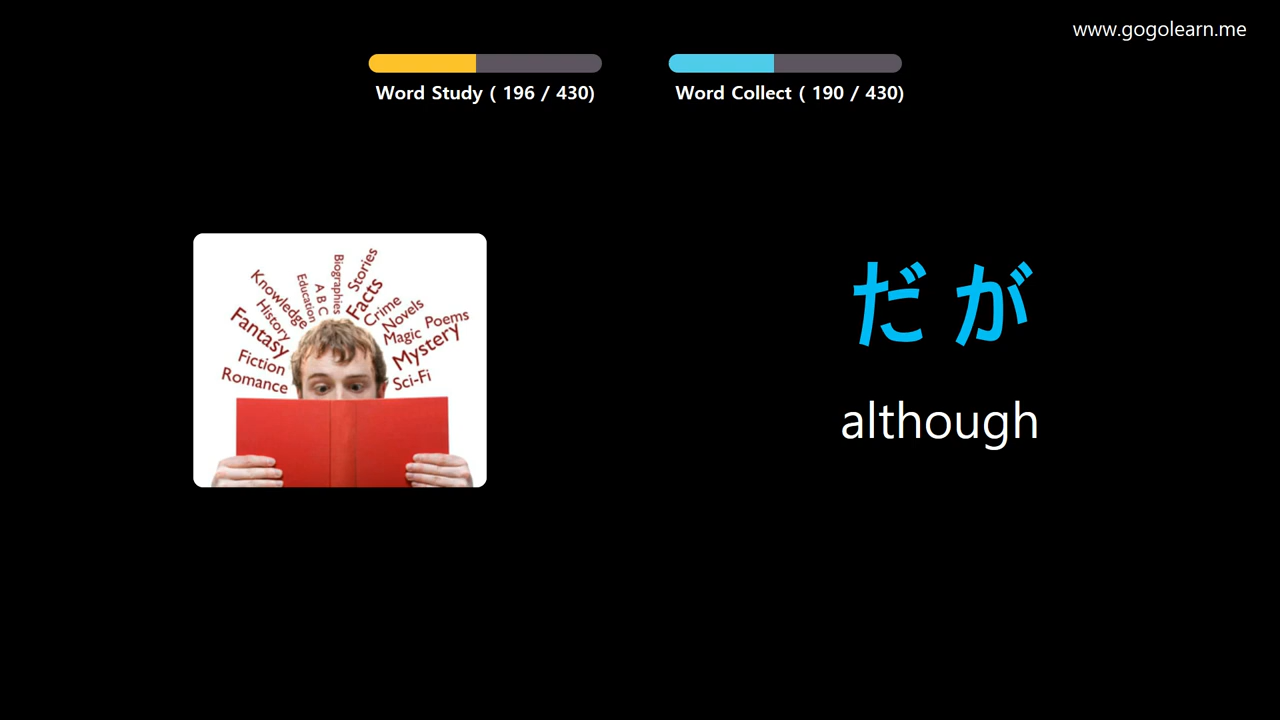 www.gogolearn.me
Word Study ( 196 / 430)
Word Collect ( 190 / 430)
Knowledge
History
Fantasy
Fiction
Romance
Education
A B C
Biographies
Stories
Facts
Crime
Novels
Magic
Poems
Mystery
Sci-Fi
だが
although